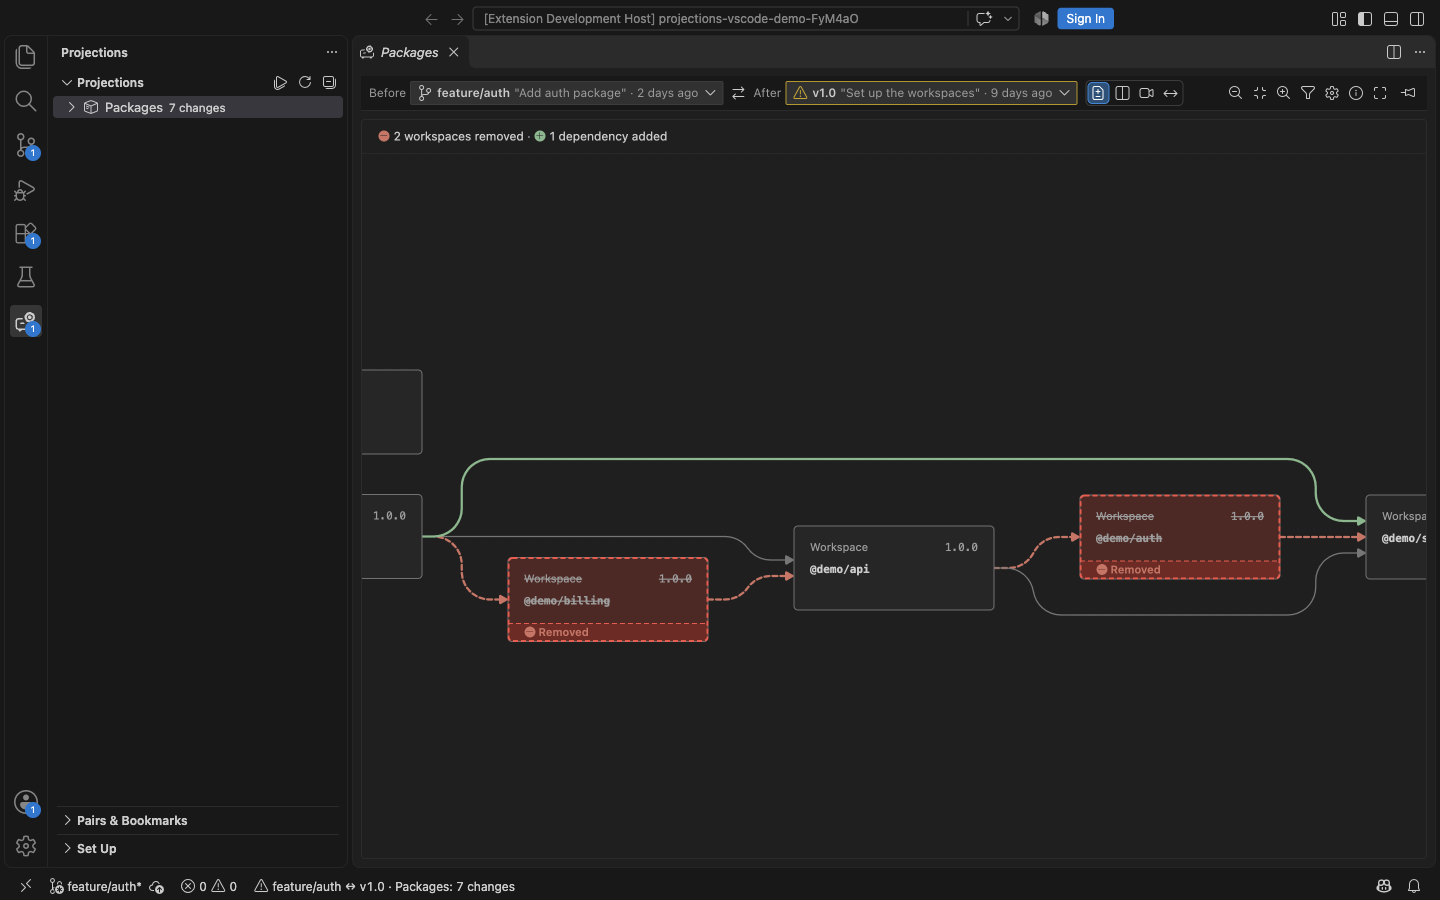 [Extension Development Host] projections-vscode-demo-FyM4aO
Sign In
Projections
Projections
Packages 7 changes
Pairs & Bookmarks
Set Up
Packages
Before feature/auth "Add auth package" · 2 days ago After v1.0 "Set up the workspaces" · 9 days ago
2 workspaces removed · 1 dependency added
1.0.0
Workspace 1.0.0
@demo/billing
Removed
Workspace 1.0.0
@demo/api
Workspace 1.0.0
@demo/auth
Removed
Workspa
@demo/s
1
1
1
1
feature/auth* 0 0 feature/auth ↔ v1.0 · Packages: 7 changes